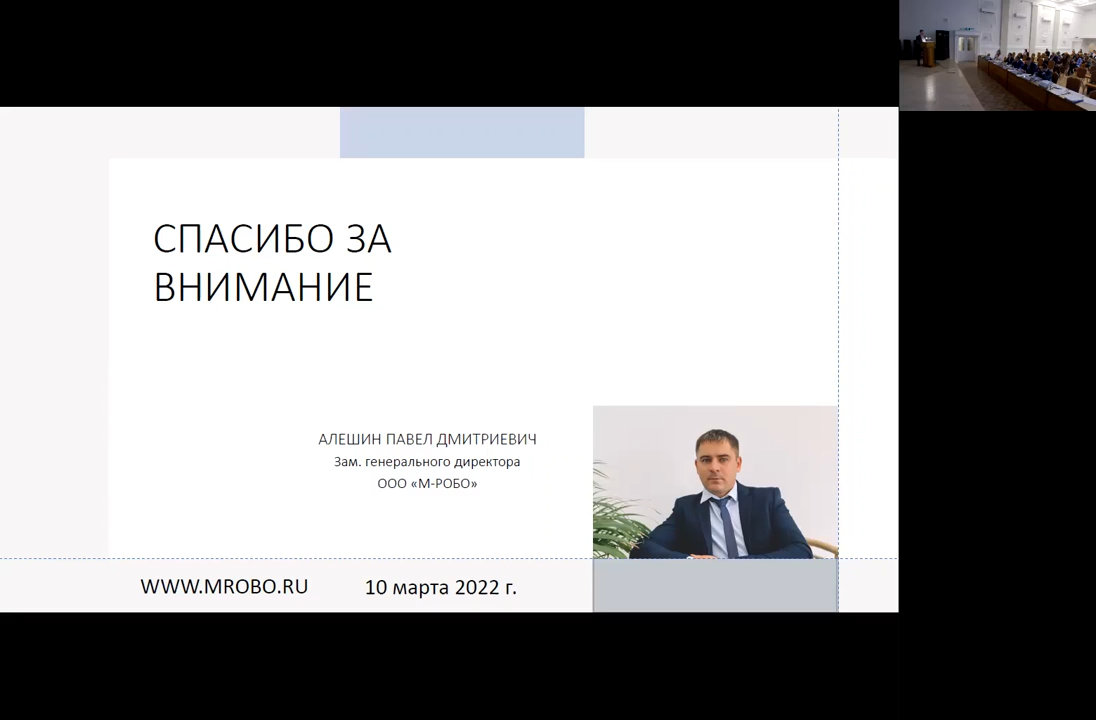 СПАСИБО ЗА
ВНИМАНИЕ
АЛЕШИН ПАВЕЛ ДМИТРИЕВИЧ
Зам. генерального директора
ООО «М-РОБО»
WWW.MROBO.RU
10 марта 2022 г.